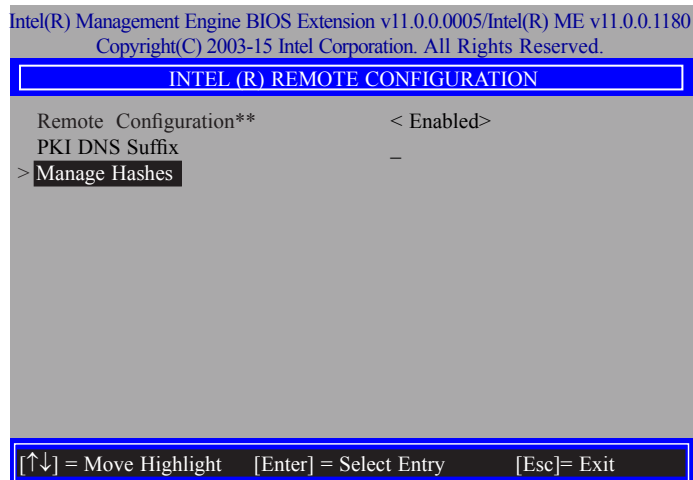 Intel(R) Management Engine BIOS Extension v11.0.0.0005/Intel(R) ME v11.0.0.1180
Copyright(C) 2003-15 Intel Corporation. All Rights Reserved.
INTEL (R) REMOTE CONFIGURATION
Remote Configuration** < Enabled>
PKI DNS Suffix _
> Manage Hashes
[↑↓] = Move Highlight [Enter] = Select Entry [Esc]= Exit